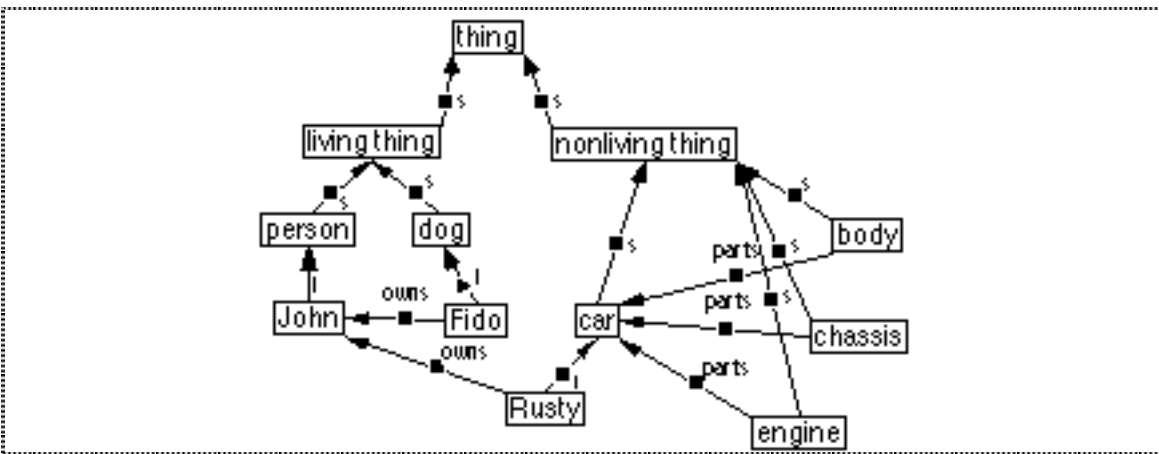 thing
s s
living thing nonliving thing
s s s
person dog body
parts s
s
I I owns parts s
John Fido car chassis
owns parts
I
Rusty
engine